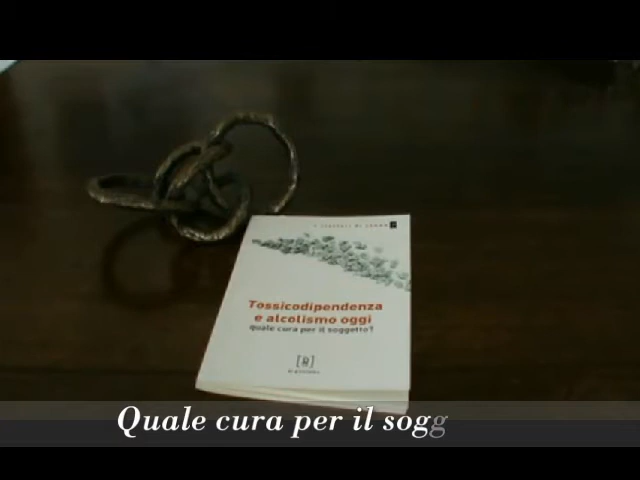 Tossicodipendenza
e alcolismo oggi
quale cura per il soggetto?
Quale cura per il sogg